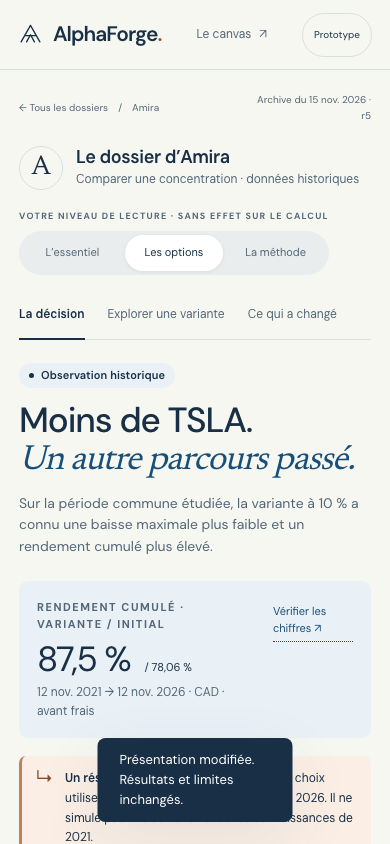 AlphaForge.
Le canvas ↗
Prototype
← Tous les dossiers / Amira
Archive du 15 nov. 2026 ·
r5
A
Le dossier d’Amira
Comparer une concentration · données historiques
VOTRE NIVEAU DE LECTURE · SANS EFFET SUR LE CALCUL
L’essentiel
Les options
La méthode
La décision
Explorer une variante
Ce qui a changé
Observation historique
Moins de TSLA.
Un autre parcours passé.
Sur la période commune étudiée, la variante à 10 % a
connu une baisse maximale plus faible et un
rendement cumulé plus élevé.
RENDEMENT CUMULÉ ·
VARIANTE / INITIAL
87,5 % / 78,06 %
12 nov. 2021 → 12 nov. 2026 · CAD ·
avant frais
Vérifier les
chiffres ↗
Présentation modifiée.
Résultats et limites
inchangés.
Un choix
2026. Il ne
2021.